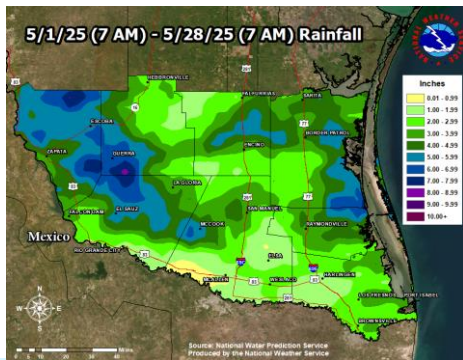 5/1/25 (7 AM) - 5/28/25 (7 AM) Rainfall
NATIONAL WEATHER
Inches
0.01 - 0.99
1.00 - 1.99
2.00 - 2.99
3.00 - 3.99
4.00 - 4.99
5.00 - 5.99
6.00 - 6.99
7.00 - 7.99
8.00 - 8.99
9.00 - 9.99
10.00+
HEBBRONVILLE
FALFURRIAS
SARITA
ESCOBA
BORDER PATROL
ZAPATA
GUERRA
ENCINO
LA GLORIA
EL SAUZ
SAN MANUEL
MCCOOK
RAYMONDVILLE
Mexico
RIO GRANDE CITY
ELSA
MCALLEN
WESLACO
HARLINGEN
PORT ISABEL
BROWNSVILLE
N
W
E
S
Source: National Water Prediction Service
Produced by the National Weather Service